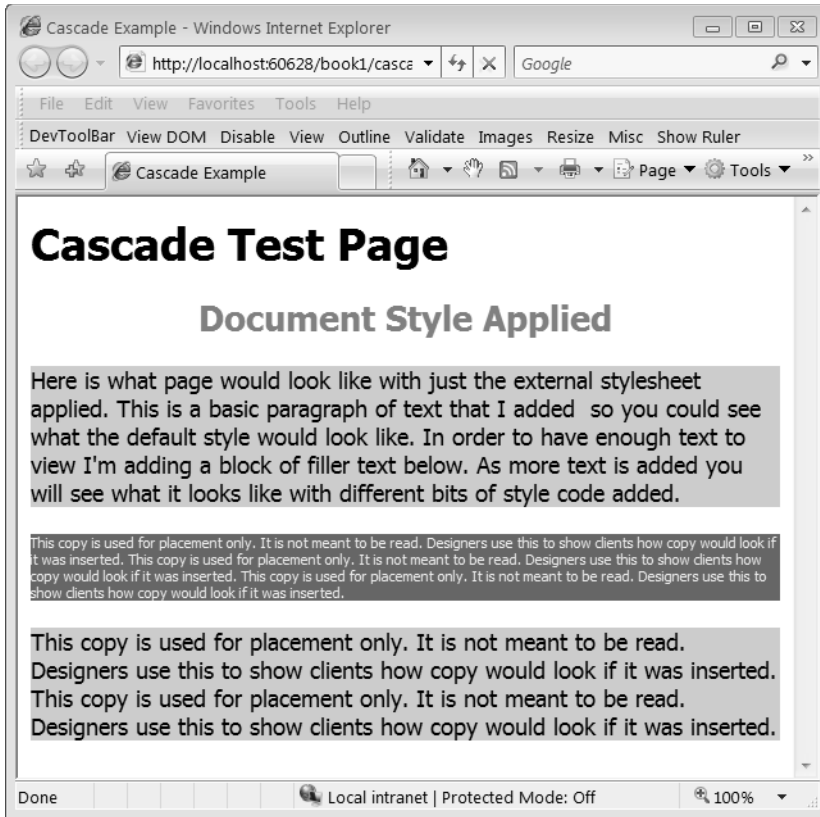 Cascade Example - Windows Internet Explorer
http://localhost:60628/book1/casca
Google
File Edit View Favorites Tools Help
DevToolBar View DOM Disable View Outline Validate Images Resize Misc Show Ruler
Cascade Example
Page Tools
Cascade Test Page
Document Style Applied
Here is what page would look like with just the external stylesheet
applied. This is a basic paragraph of text that I added  so you could see
what the default style would look like. In order to have enough text to
view I'm adding a block of filler text below. As more text is added you
will see what it looks like with different bits of style code added.
This copy is used for placement only. It is not meant to be read. Designers use this to show clients how copy would look if
it was inserted. This copy is used for placement only. It is not meant to be read. Designers use this to show clients how
copy would look if it was inserted. This copy is used for placement only. It is not meant to be read. Designers use this to
show clients how copy would look if it was inserted.
This copy is used for placement only. It is not meant to be read.
Designers use this to show clients how copy would look if it was inserted.
This copy is used for placement only. It is not meant to be read.
Designers use this to show clients how copy would look if it was inserted.
Done
Local intranet | Protected Mode: Off
100%